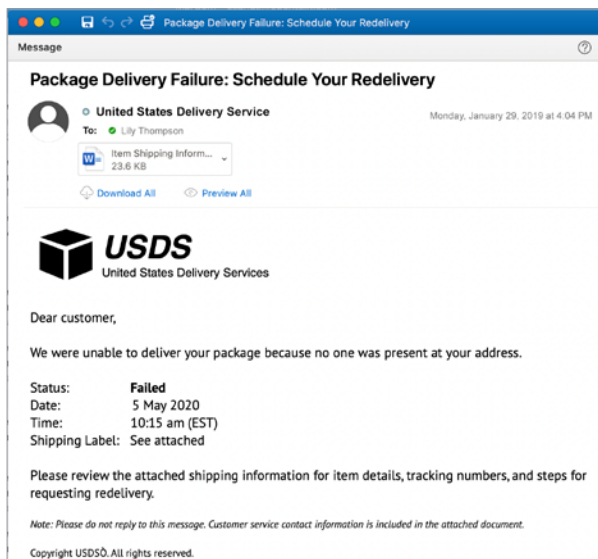 Package Delivery Failure: Schedule Your Redelivery
Message
Package Delivery Failure: Schedule Your Redelivery
United States Delivery Service
Monday, January 29, 2019 at 4:04 PM
To: Lily Thompson
Item Shipping Inform...
23.6 KB
Download All Preview All
USDS
United States Delivery Services
Dear customer,
We were unable to deliver your package because no one was present at your address.
Status: Failed
Date: 5 May 2020
Time: 10:15 am (EST)
Shipping Label: See attached
Please review the attached shipping information for item details, tracking numbers, and steps for
requesting redelivery.
Note: Please do not reply to this message. Customer service contact information is included in the attached document.
Copyright USDSÒ. All rights reserved.